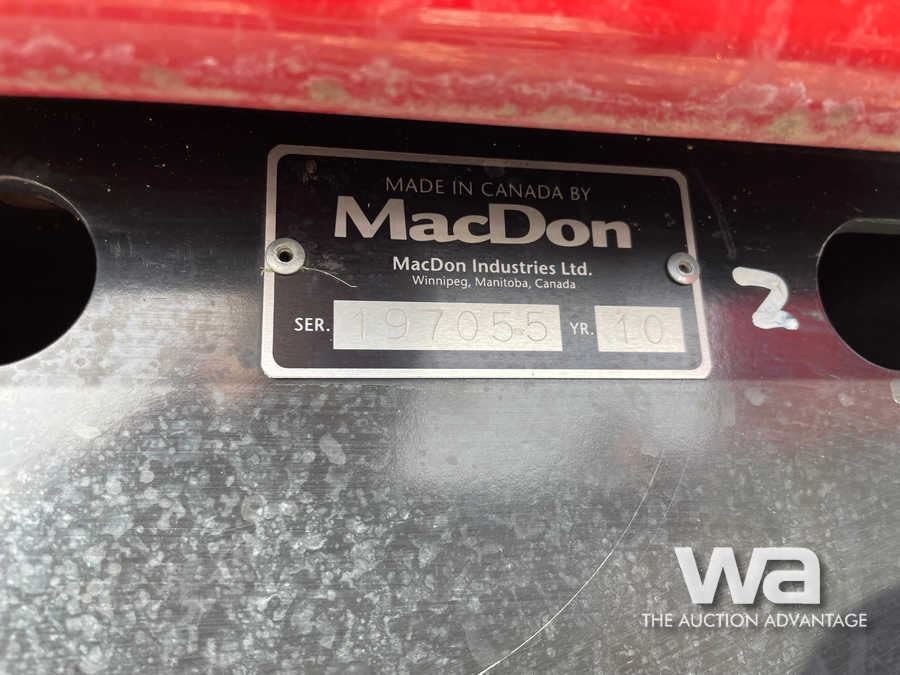 MADE IN CANADA BY
MacDon
MacDon Industries Ltd.
Winnipeg, Manitoba, Canada
SER. 197055 YR. 10
2
wa
THE AUCTION ADVANTAGE